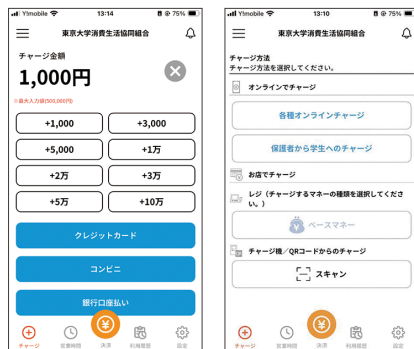 Y!mobile 13:14 75%
東京大学消費生活協同組合
チャージ金額
1,000円
※最大入力値(500,000円)
+1,000
+3,000
+5,000
+1万
+2万
+3万
+5万
+10万
クレジットカード
コンビニ
銀行口座払い
チャージ
営業時間
決済
利用履歴
設定
Y!mobile 13:10 75%
東京大学消費生活協同組合
チャージ方法
チャージ方法を選択してください。
オンラインでチャージ
各種オンラインチャージ
保護者から学生へのチャージ
お店でチャージ
レジ（チャージするマネーの種類を選択してくださ
い。）
ベースマネー
チャージ機／QRコードからのチャージ
スキャン
チャージ
営業時間
決済
利用履歴
設定